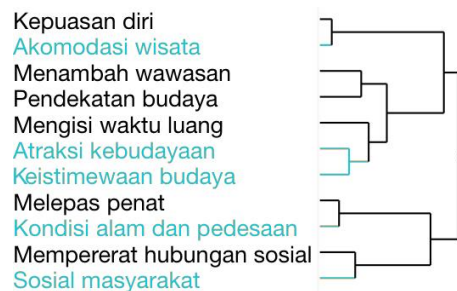 Kepuasan diri
Akomodasi wisata
Menambah wawasan
Pendekatan budaya
Mengisi waktu luang
Atraksi kebudayaan
Keistimewaan budaya
Melepas penat
Kondisi alam dan pedesaan
Mempererat hubungan sosial
Sosial masyarakat